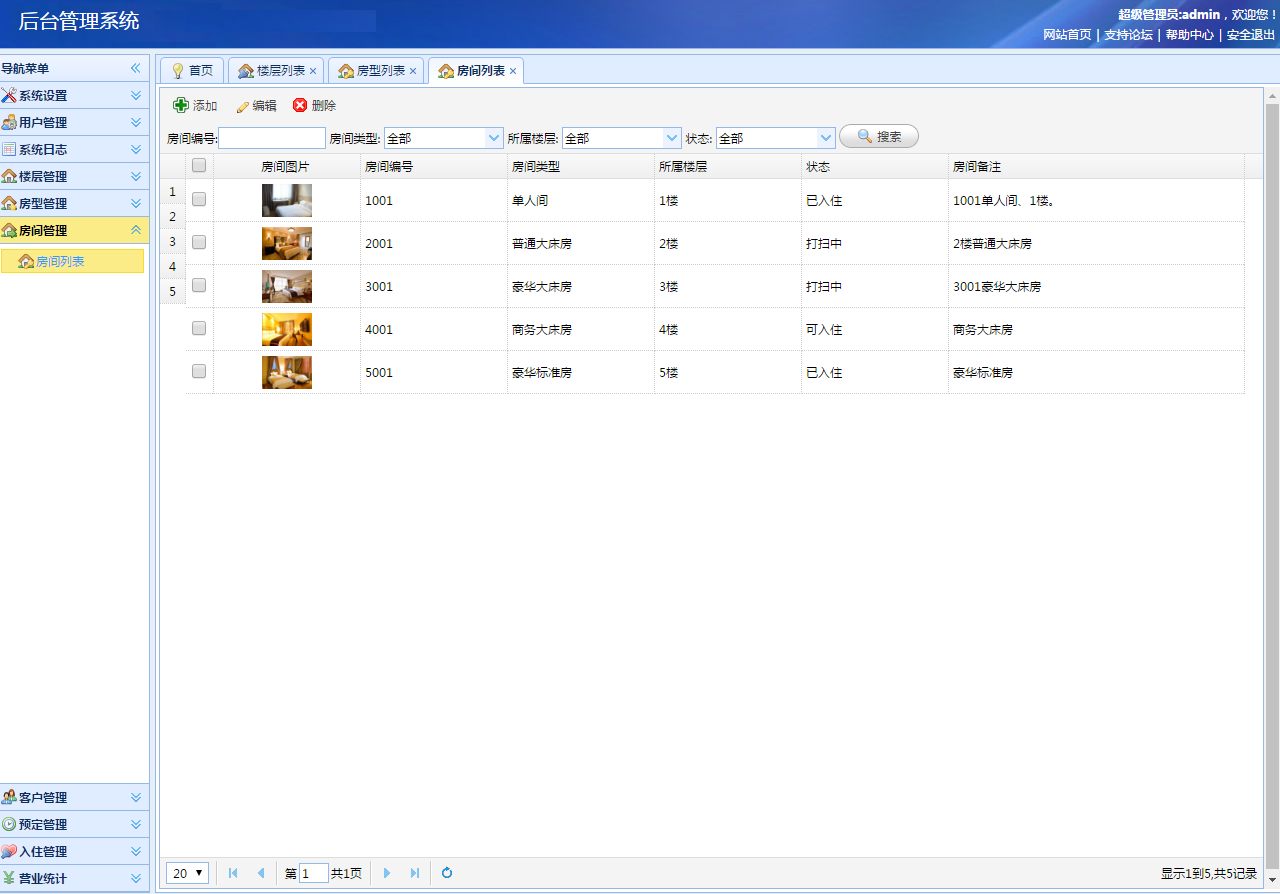 后台管理系统
超级管理员:admin，欢迎您！
网站首页 | 支持论坛 | 帮助中心 | 安全退出
导航菜单
系统设置
用户管理
系统日志
楼层管理
房型管理
房间管理
房间列表
客户管理
预定管理
入住管理
营业统计
首页 楼层列表 房型列表 房间列表
添加 编辑 删除
房间编号: 房间类型: 全部 所属楼层: 全部 状态: 全部 搜索
房间图片 房间编号 房间类型 所属楼层 状态 房间备注
1 1001 单人间 1楼 已入住 1001单人间、1楼。
2 2001 普通大床房 2楼 打扫中 2楼普通大床房
3 3001 豪华大床房 3楼 打扫中 3001豪华大床房
4 4001 商务大床房 4楼 可入住 商务大床房
5 5001 豪华标准房 5楼 已入住 豪华标准房
20 第 1 共1页 显示1到5,共5记录